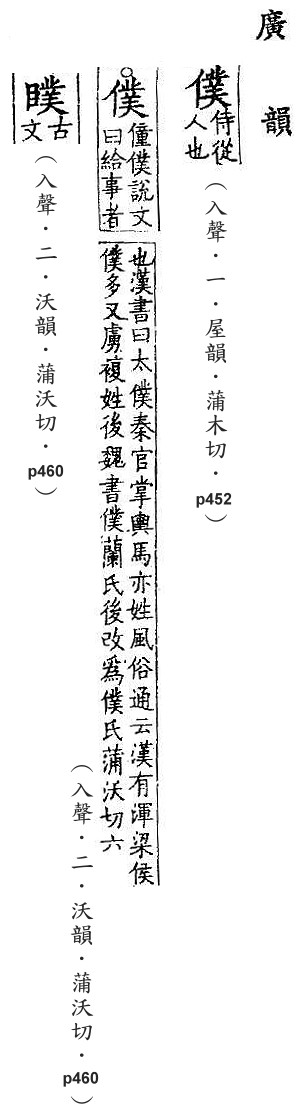 廣韻
僕
侍從
人也
（入聲．一．屋韻．蒲木切．p452）
○僕
僮僕說文
曰給事者
也漢書曰太僕秦官掌輿馬亦姓風俗通云漢有渾梁侯
僕多又虜複姓後魏書僕蘭氏後改爲僕氏蒲沃切六
（入聲．二．沃韻．蒲沃切．p460）
䑑
古
文
（入聲．二．沃韻．蒲沃切．p460）